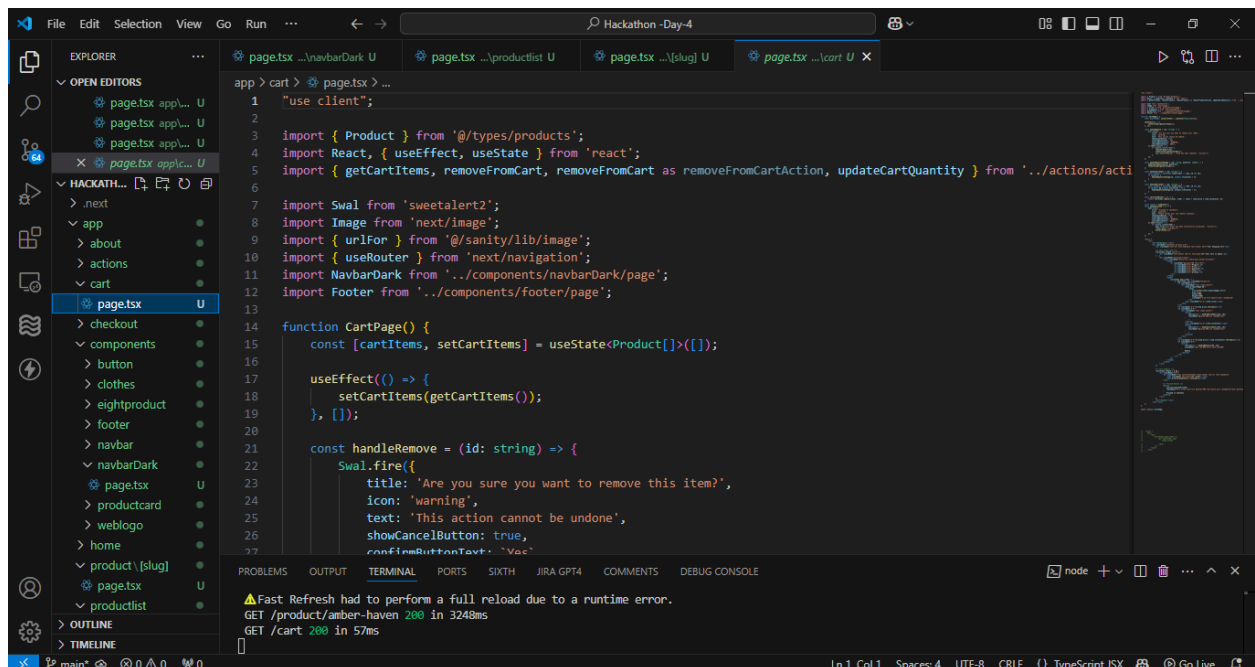 File Edit Selection View Go Run ··· ← → Hackathon -Day-4
EXPLORER ···
page.tsx ...\navbarDark U page.tsx ...\productlist U page.tsx ...\[slug] U page.tsx ...\cart U
OPEN EDITORS
page.tsx app\... U
page.tsx app\... U
page.tsx app\... U
page.tsx app\c... U
HACKATH...
.next
app
about
actions
cart
page.tsx U
checkout
components
button
clothes
eightproduct
footer
navbar
navbarDark
page.tsx U
productcard
weblogo
home
product\[slug]
page.tsx U
productlist
OUTLINE
TIMELINE
64
app > cart > page.tsx > ...
1 "use client";
2
3 import { Product } from '@/types/products';
4 import React, { useEffect, useState } from 'react';
5 import { getCartItems, removeFromCart, removeFromCart as removeFromCartAction, updateCartQuantity } from '../actions/acti
6
7 import Swal from 'sweetalert2';
8 import Image from 'next/image';
9 import { urlFor } from '@/sanity/lib/image';
10 import { useRouter } from 'next/navigation';
11 import NavbarDark from '../components/navbarDark/page';
12 import Footer from '../components/footer/page';
13
14 function CartPage() {
15 const [cartItems, setCartItems] = useState<Product[]>([]);
16
17 useEffect(() => {
18 setCartItems(getCartItems());
19 }, []);
20
21 const handleRemove = (id: string) => {
22 Swal.fire({
23 title: 'Are you sure you want to remove this item?',
24 icon: 'warning',
25 text: 'This action cannot be undone',
26 showCancelButton: true,
27 confirmButtonText: `Yes`
PROBLEMS OUTPUT TERMINAL PORTS SIXTH JIRA GPT4 COMMENTS DEBUG CONSOLE node
⚠Fast Refresh had to perform a full reload due to a runtime error.
GET /product/amber-haven 200 in 3248ms
GET /cart 200 in 57ms
main* 0 0 0 Ln 1, Col 1 Spaces: 4 UTF-8 CRLF {} TypeScript JSX Go Live